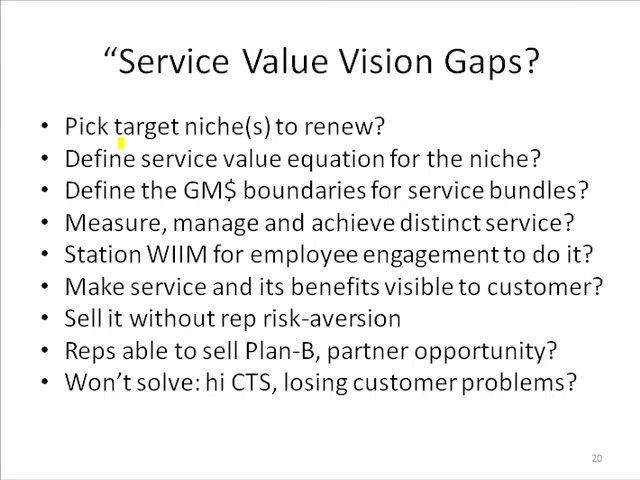 “Service Value Vision Gaps?
• Pick target niche(s) to renew?
• Define service value equation for the niche?
• Define the GM$ boundaries for service bundles?
• Measure, manage and achieve distinct service?
• Station WIIM for employee engagement to do it?
• Make service and its benefits visible to customer?
• Sell it without rep risk-aversion
• Reps able to sell Plan-B, partner opportunity?
• Won’t solve: hi CTS, losing customer problems?
20